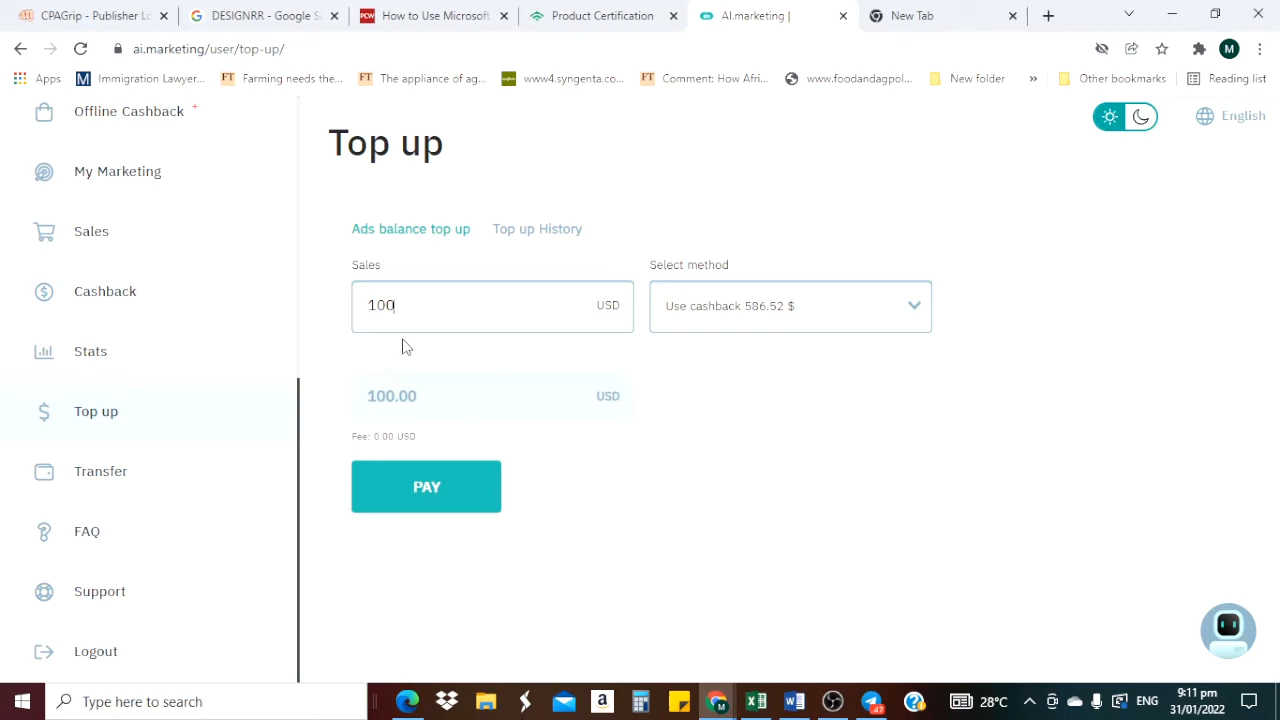 CPAGrip - Publisher Lo
DESIGNRR - Google S
PCW How to Use Microsoft
Product Certification
AI.marketing |
New Tab
ai.marketing/user/top-up/
M
Apps
M Immigration Lawyer...
FT Farming needs the...
FT The appliance of ag...
www4.syngenta.co...
FT Comment: How Afri...
www.foodandagpol...
New folder
»
Other bookmarks
Reading list
Offline Cashback *
My Marketing
Sales
Cashback
Stats
Top up
Transfer
FAQ
Support
Logout
English
Top up
Ads balance top up
Top up History
Sales
Select method
100 USD
Use cashback 586.52 $
100.00 USD
Fee: 0.00 USD
PAY
Type here to search
a
47
28°C
ENG
9:11 pm
31/01/2022